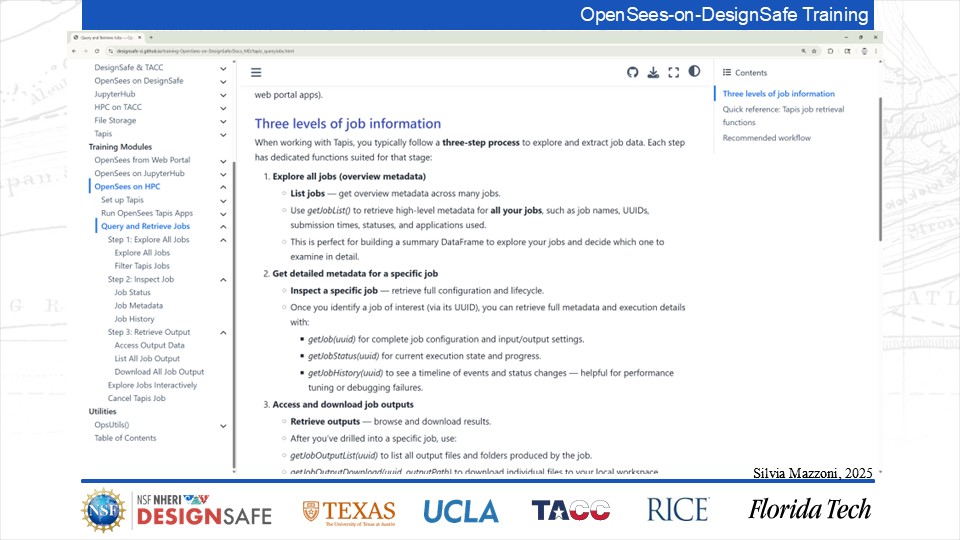 OpenSees-on-DesignSafe Training
designsafe-ci.github.io/training-OpenSees-on-DesignSafe/Docs_MD/tapis_queryJobs.html
DesignSafe & TACC
OpenSees on DesignSafe
JupyterHub
HPC on TACC
File Storage
Tapis
Training Modules
OpenSees from Web Portal
OpenSees on JupyterHub
OpenSees on HPC
Set up Tapis
Run OpenSees Tapis Apps
Query and Retrieve Jobs
Step 1: Explore All Jobs
Explore All Jobs
Filter Tapis Jobs
Step 2: Inspect Job
Job Status
Job Metadata
Job History
Step 3: Retrieve Output
Access Output Data
List All Job Output
Download All Job Output
Explore Jobs Interactively
Cancel Tapis Job
Utilities
OpsUtils()
Table of Contents
web portal apps).
Three levels of job information
When working with Tapis, you typically follow a three-step process to explore and extract job data. Each step
has dedicated functions suited for that stage:
1. Explore all jobs (overview metadata)
List jobs — get overview metadata across many jobs.
Use getJobList() to retrieve high-level metadata for all your jobs, such as job names, UUIDs,
submission times, statuses, and applications used.
This is perfect for building a summary DataFrame to explore your jobs and decide which one to
examine in detail.
2. Get detailed metadata for a specific job
Inspect a specific job — retrieve full configuration and lifecycle.
Once you identify a job of interest (via its UUID), you can retrieve full metadata and execution details
with:
getJob(uuid) for complete job configuration and input/output settings.
getJobStatus(uuid) for current execution state and progress.
getJobHistory(uuid) to see a timeline of events and status changes — helpful for performance
tuning or debugging failures.
3. Access and download job outputs
Retrieve outputs — browse and download results.
After you've drilled into a specific job, use:
getJobOutputList(uuid) to list all output files and folders produced by the job.
getJobOutputDownload(uuid, outputPath) to download individual files to your local workspace
Contents
Three levels of job information
Quick reference: Tapis job retrieval
functions
Recommended workflow
Silvia Mazzoni, 2025
NSF
NSF NHERI
DESIGNSAFE
TEXAS
The University of Texas at Austin
UCLA
TACC
RICE
Florida Tech